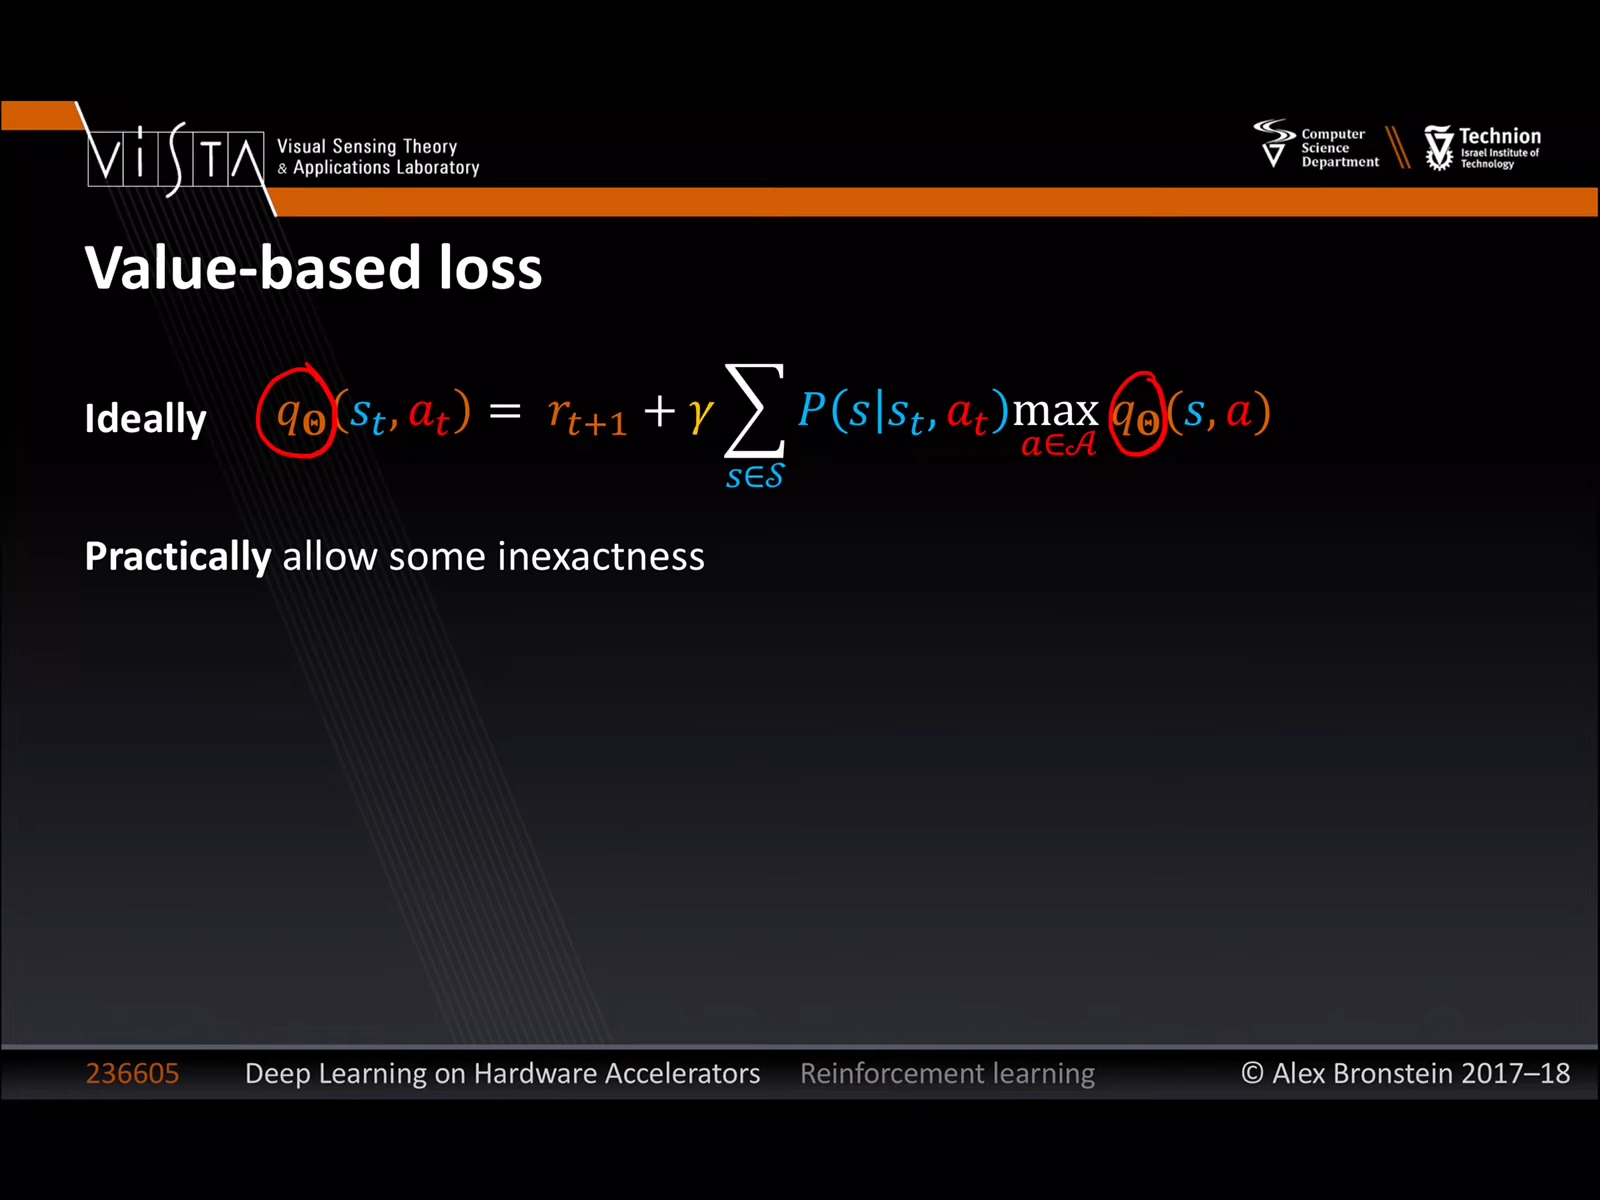 ViSTA
Visual Sensing Theory
& Applications Laboratory
Computer
Science
Department
Technion
Israel Institute of
Technology
Value-based loss
Ideally q_Θ(s_t, a_t) = r_{t+1} + γ ∑_{s∈𝒮} P(s|s_t, a_t) max_{a∈𝒜} q_Θ(s, a)
Practically allow some inexactness
236605 Deep Learning on Hardware Accelerators Reinforcement learning © Alex Bronstein 2017–18